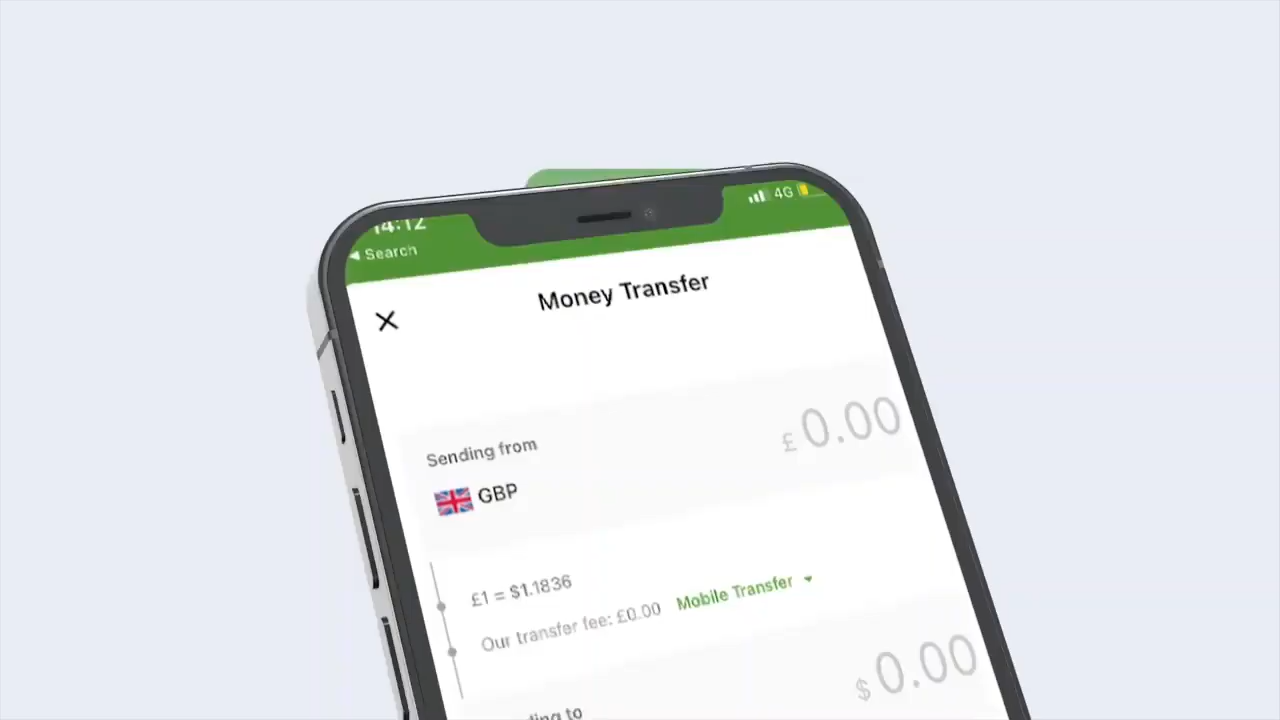 14:12
4G
◀ Search
Money Transfer
Sending from
£ 0.00
GBP
£1 = $1.1836
Our transfer fee: £0.00 Mobile Transfer
$ 0.00
to